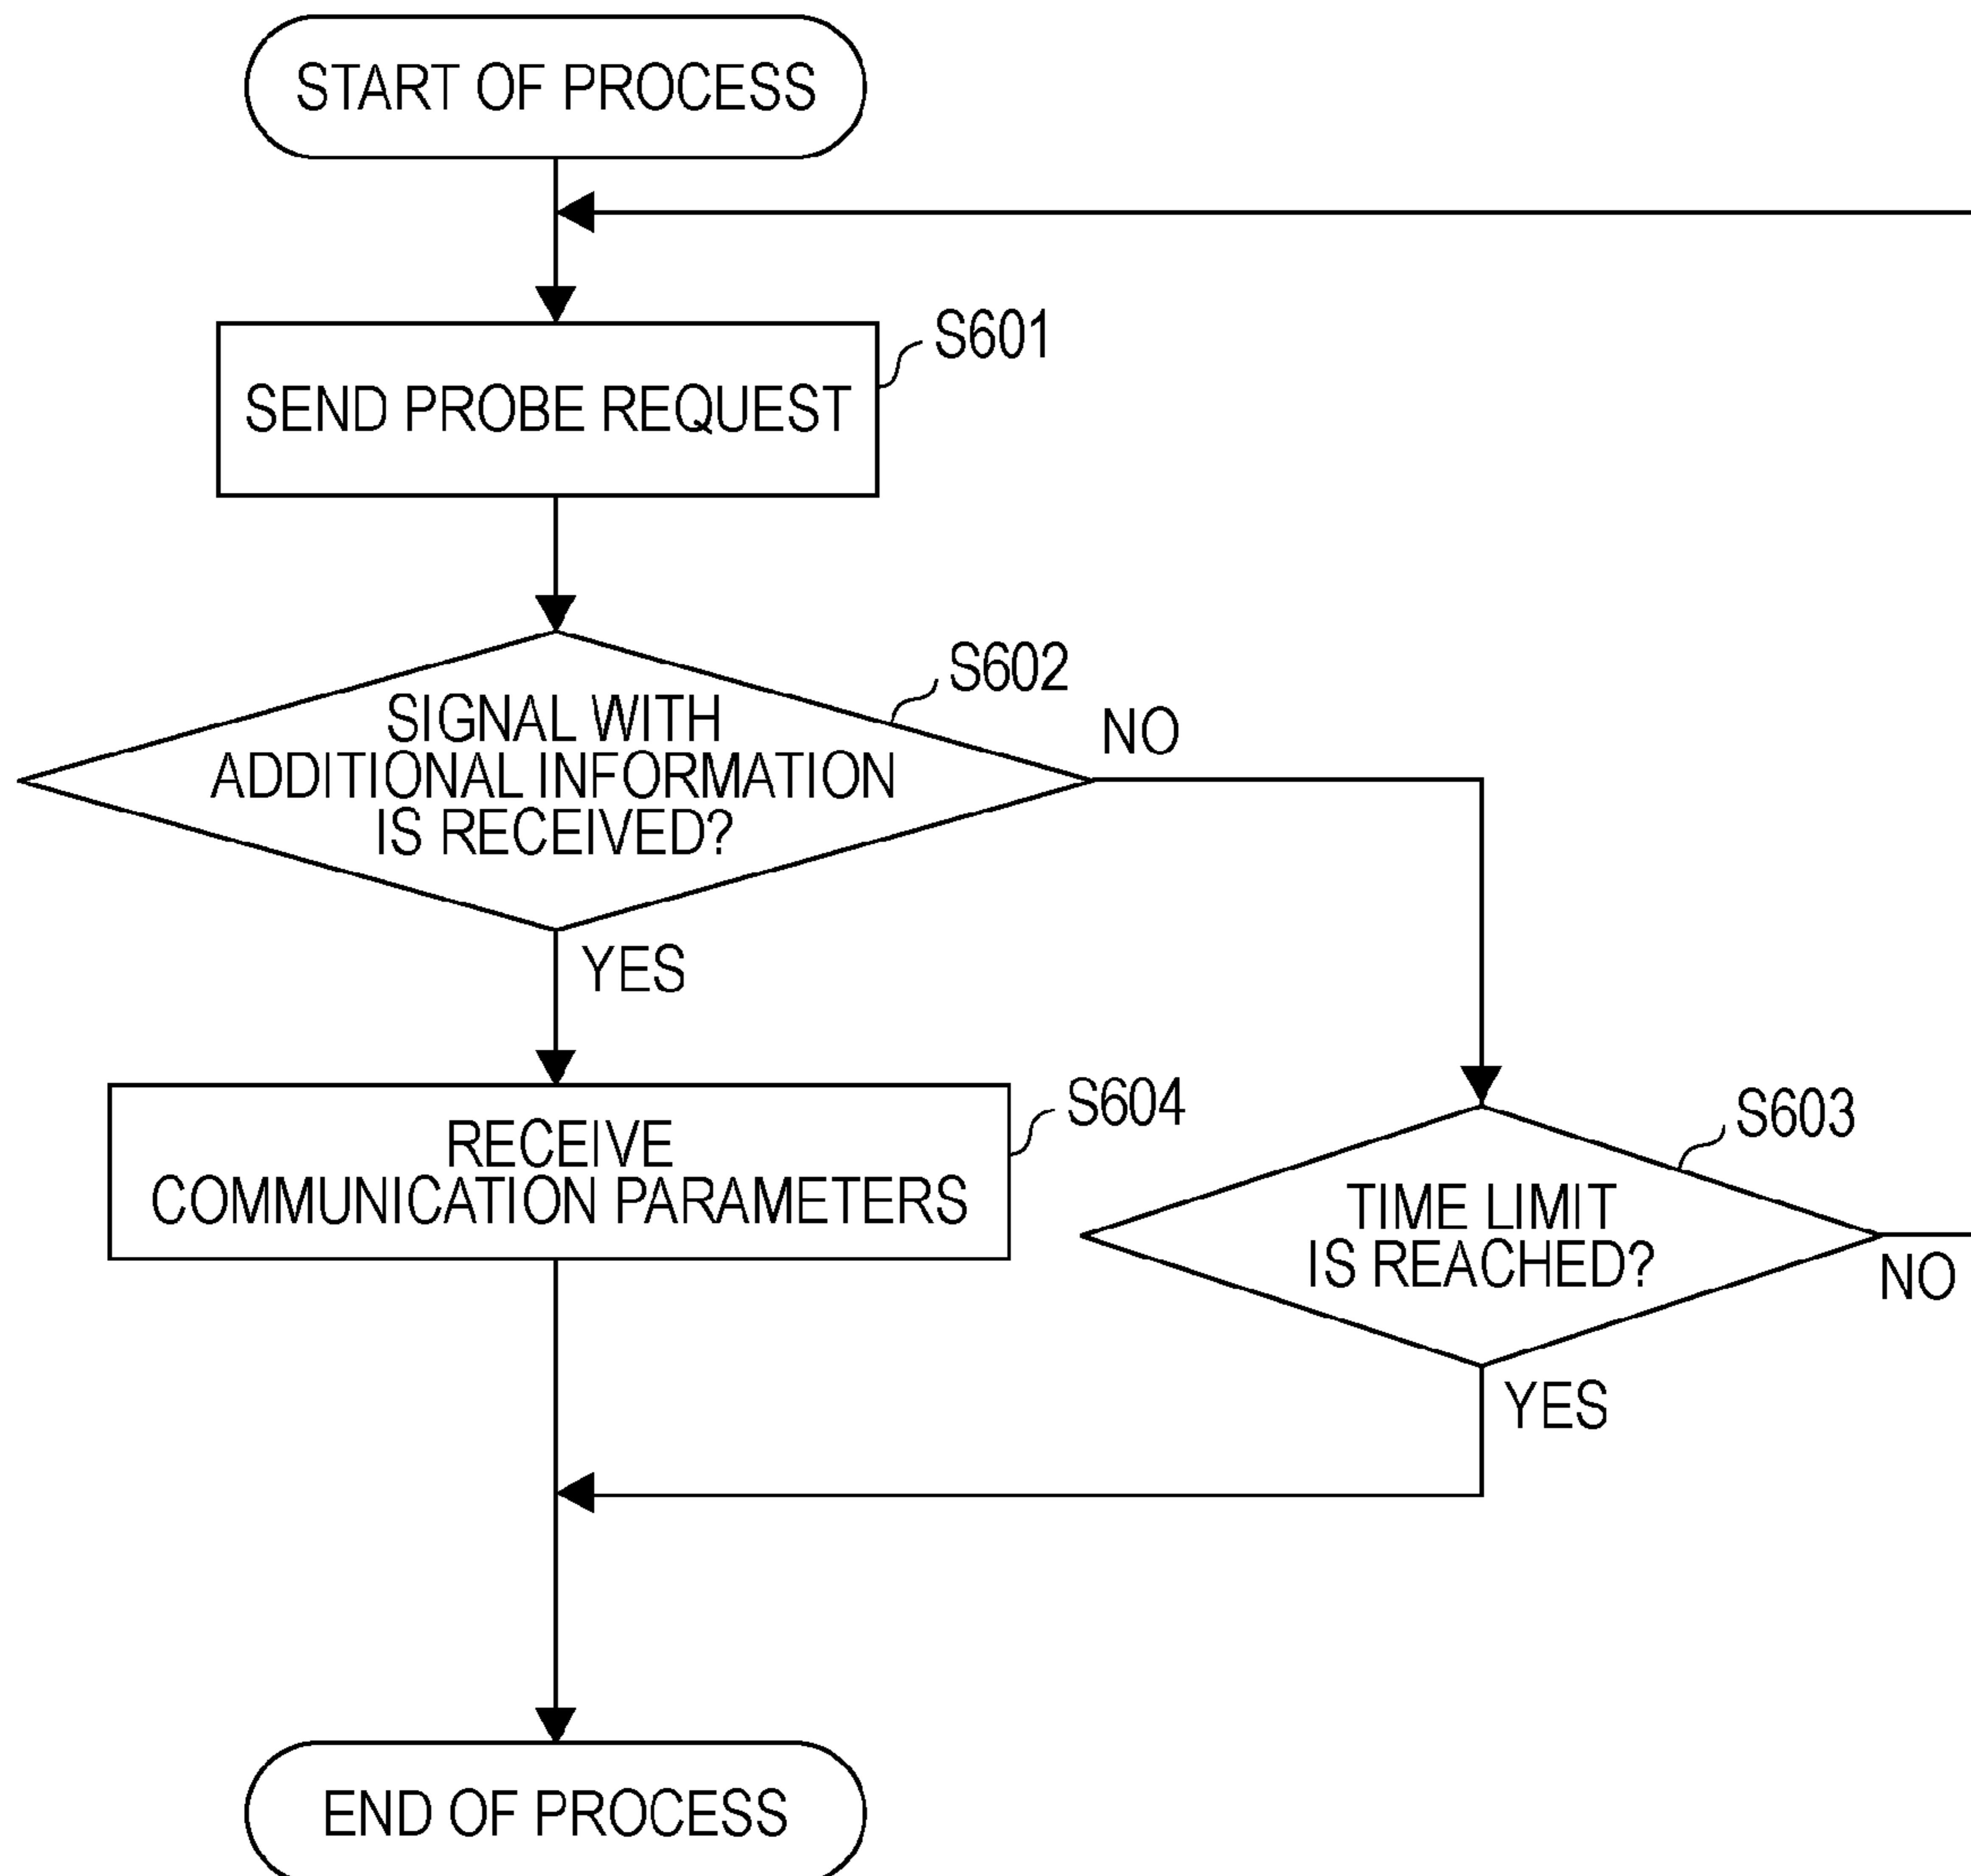 START OF PROCESS
S601
SEND PROBE REQUEST
S602
SIGNAL WITH
ADDITIONAL INFORMATION
IS RECEIVED?
NO
YES
S604
RECEIVE
COMMUNICATION PARAMETERS
S603
TIME LIMIT
IS REACHED?
NO
YES
END OF PROCESS